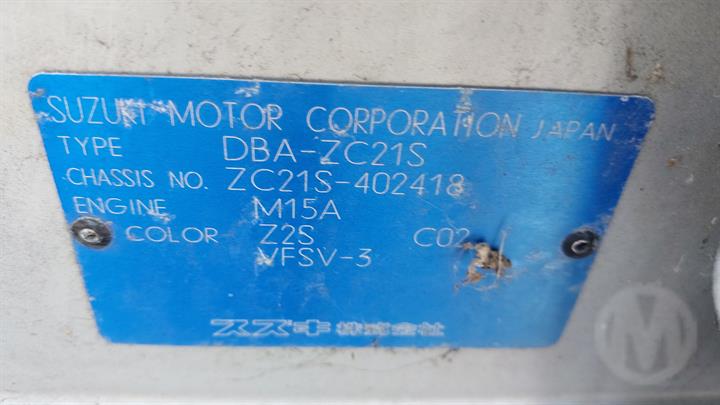 SUZUKI MOTOR CORPORATION JAPAN
TYPE DBA-ZC21S
CHASSIS NO. ZC21S-402418
ENGINE M15A
COLOR Z2S C02
VFSV-3
スズキ株式会社
M